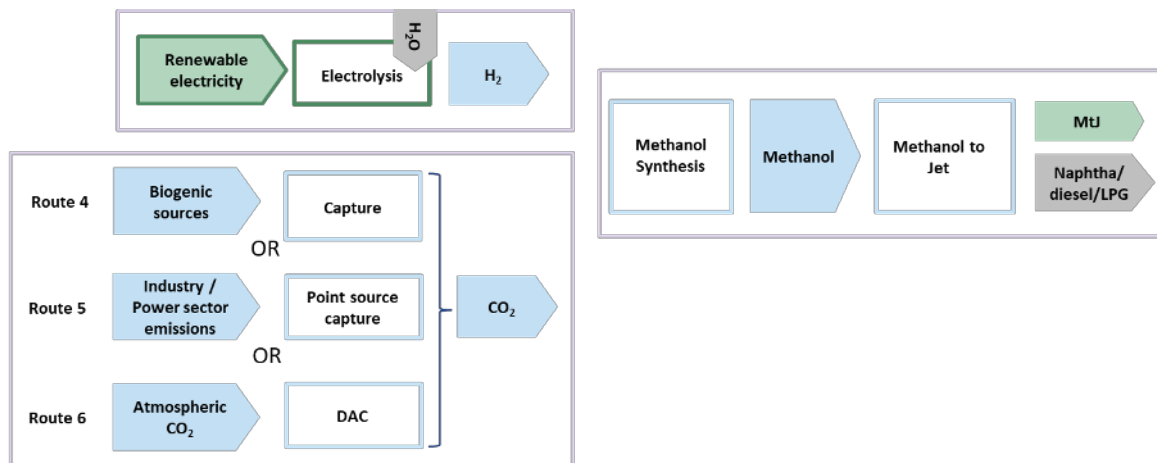 Renewable
electricity
Electrolysis
H₂O
H₂
Route 4
Biogenic
sources
Capture
OR
Route 5
Industry /
Power sector
emissions
Point source
capture
OR
Route 6
Atmospheric
CO₂
DAC
CO₂
Methanol
Synthesis
Methanol
Methanol to
Jet
MtJ
Naphtha/
diesel/LPG